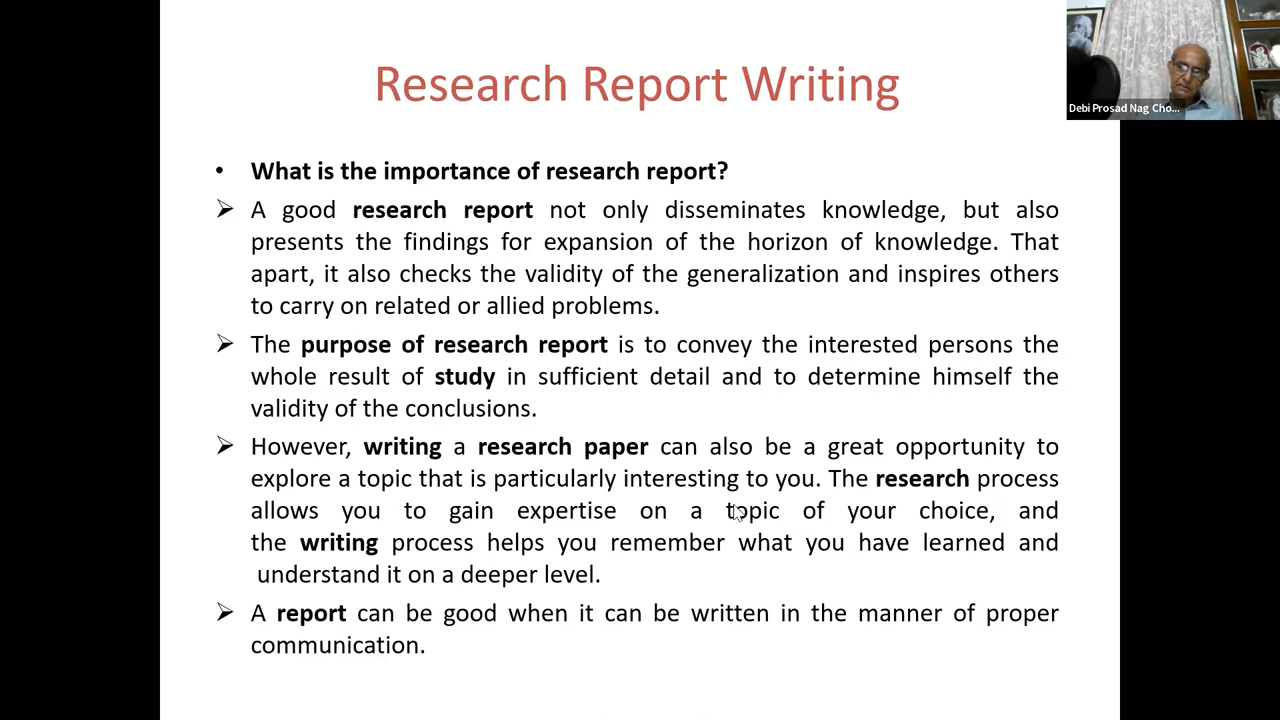 Research Report Writing
Debi Prosad Nag Cho...
• What is the importance of research report?
➢ A good research report not only disseminates knowledge, but also
presents the findings for expansion of the horizon of knowledge. That
apart, it also checks the validity of the generalization and inspires others
to carry on related or allied problems.
➢ The purpose of research report is to convey the interested persons the
whole result of study in sufficient detail and to determine himself the
validity of the conclusions.
➢ However, writing a research paper can also be a great opportunity to
explore a topic that is particularly interesting to you. The research process
allows you to gain expertise on a topic of your choice, and
the writing process helps you remember what you have learned and
understand it on a deeper level.
➢ A report can be good when it can be written in the manner of proper
communication.